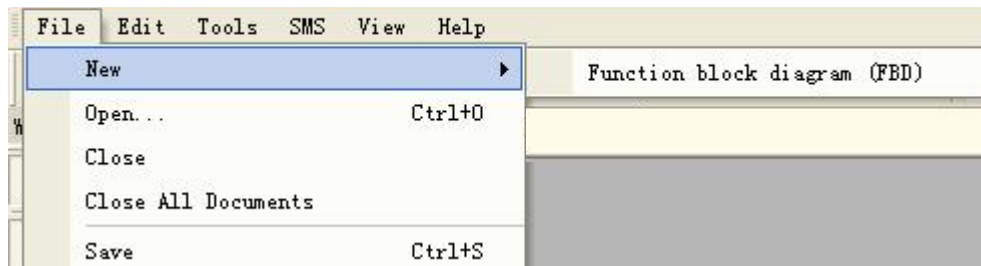 File Edit Tools SMS View Help
New Function block diagram (FBD)
Open... Ctrl+O
Close
Close All Documents
Save Ctrl+S